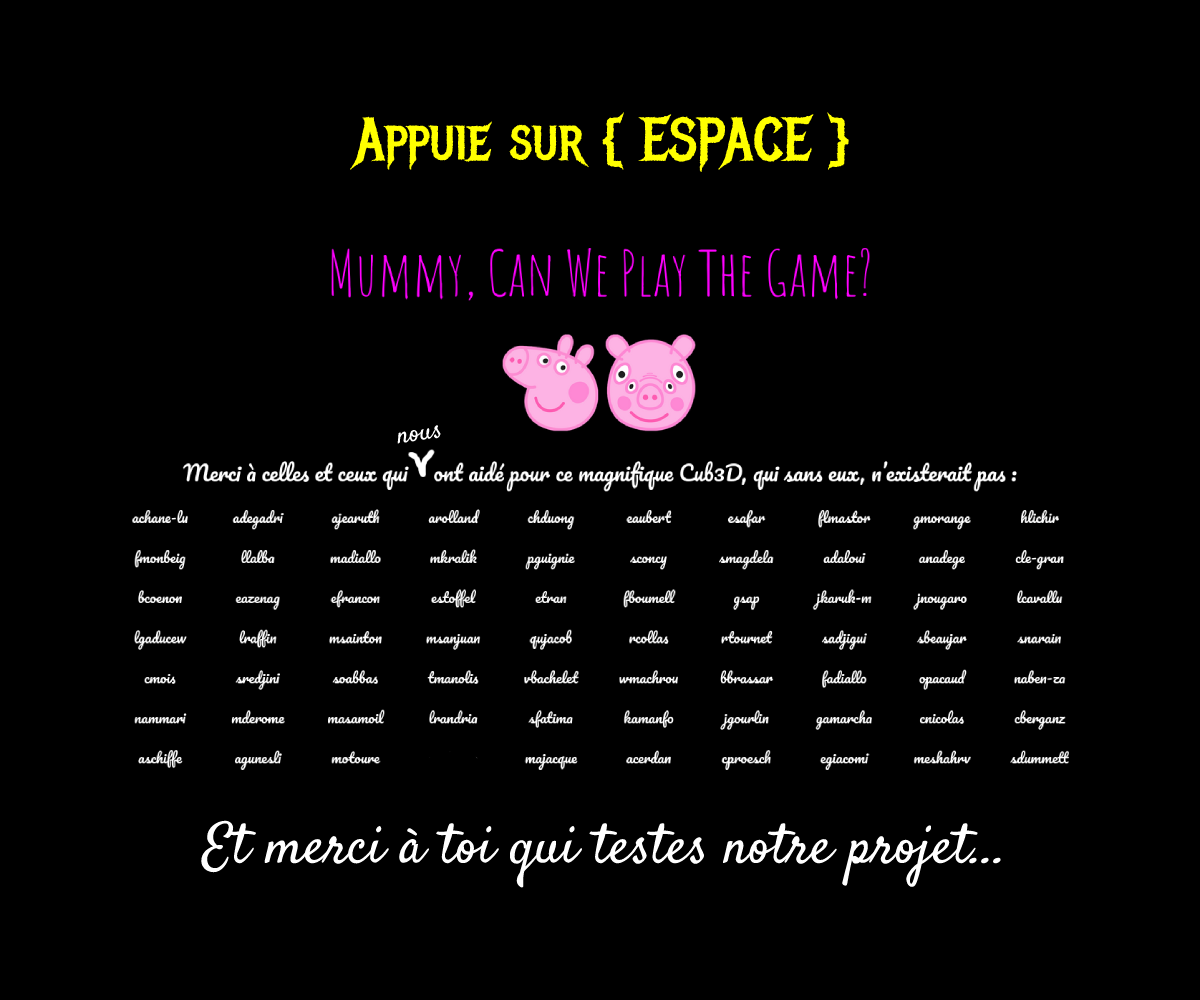 Appuie sur { ESPACE }
Mummy, Can We Play The Game?
nous
Merci à celles et ceux qui ont aidé pour ce magnifique Cub3D, qui sans eux, n'existerait pas :
achane-lu adegadri ajearuth arolland chduong eaubert esafar flmastor gmorange hlichir
fmonbeig llalba madiallo mkralik pguignie sconcy smagdela adaloui anadege cle-gran
bcoenon eazenag efrancon estoffel etran fboumell gsap jkaruk-m jnougaro lcavallu
lgaducew lraffin msainton msanjuan qujacob rcollas rtournet sadjigui sbeaujar snarain
cmois sredjini soabbas tmanolis vbachelet wmachrou bbrassar fadiallo opacaud naben-za
nammari mderome masamoil lrandria sfatima kamanfo jgourlin gamarcha cnicolas cberganz
aschiffe agunesli motoure majacque acerdan cproesch egiacomi meshahrv sdummett
Et merci à toi qui testes notre projet...